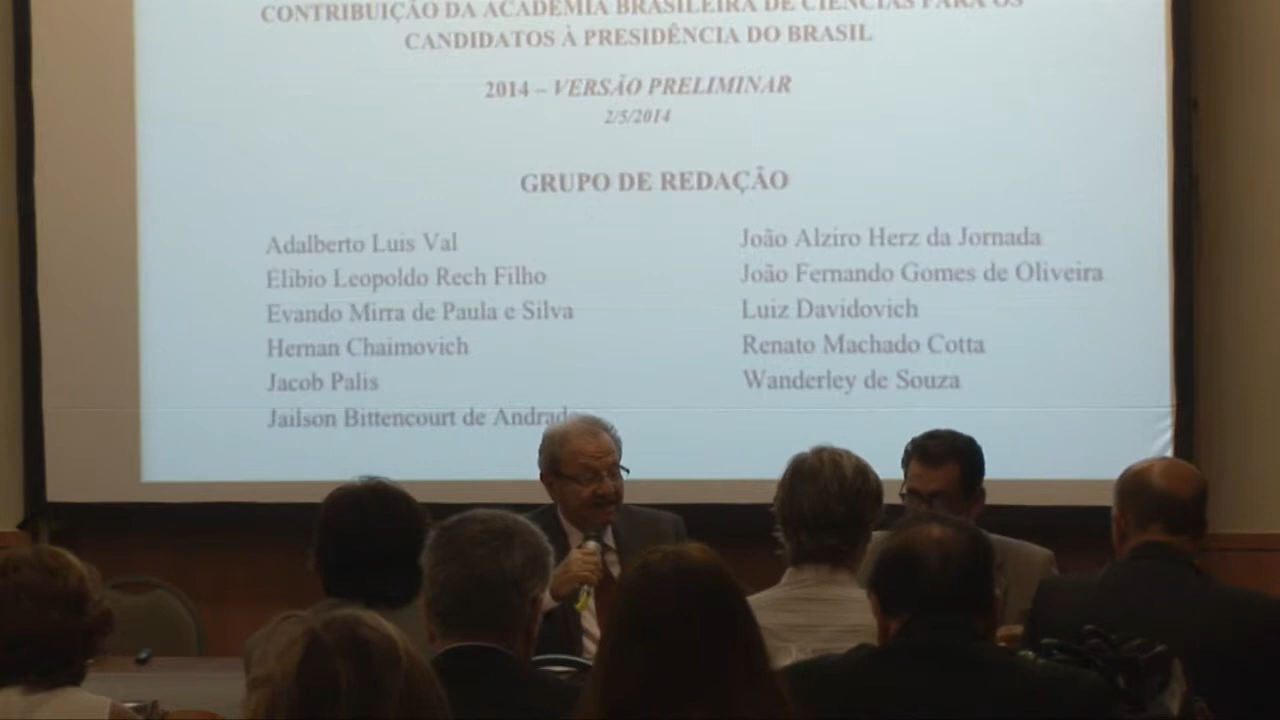 CONTRIBUIÇÃO DA ACADEMIA BRASILEIRA DE CIÊNCIAS PARA OS
CANDIDATOS À PRESIDÊNCIA DO BRASIL
2014 – VERSÃO PRELIMINAR
2/5/2014
GRUPO DE REDAÇÃO
Adalberto Luis Val
Elibio Leopoldo Rech Filho
Evando Mirra de Paula e Silva
Hernan Chaimovich
Jacob Palis
Jailson Bittencourt de Andrade
João Alziro Herz da Jornada
João Fernando Gomes de Oliveira
Luiz Davidovich
Renato Machado Cotta
Wanderley de Souza